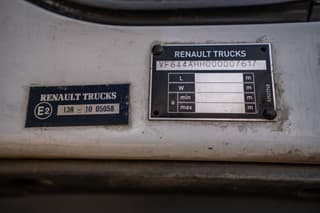 RENAULT TRUCKS
E2
13R - 10 05058
RENAULT TRUCKS
VF644AHH000007617
L m
W m
a min m
max m